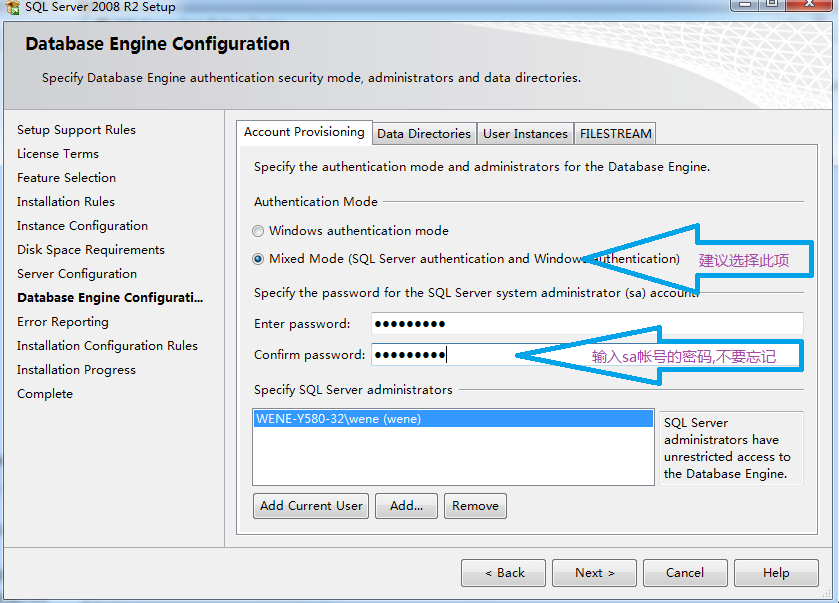 SQL Server 2008 R2 Setup
Database Engine Configuration
Specify Database Engine authentication security mode, administrators and data directories.
Setup Support Rules
License Terms
Feature Selection
Installation Rules
Instance Configuration
Disk Space Requirements
Server Configuration
Database Engine Configurati...
Error Reporting
Installation Configuration Rules
Installation Progress
Complete
Account Provisioning
Data Directories
User Instances
FILESTREAM
Specify the authentication mode and administrators for the Database Engine.
Authentication Mode
Windows authentication mode
Mixed Mode (SQL Server authentication and Windows authentication)
建议选择此项
Specify the password for the SQL Server system administrator (sa) account.
Enter password: ●●●●●●●●●
Confirm password: ●●●●●●●●●
输入sa帐号的密码,不要忘记
Specify SQL Server administrators
WENE-Y580-32\wene (wene)
SQL Server
administrators have
unrestricted access to
the Database Engine.
Add Current User
Add...
Remove
< Back
Next >
Cancel
Help